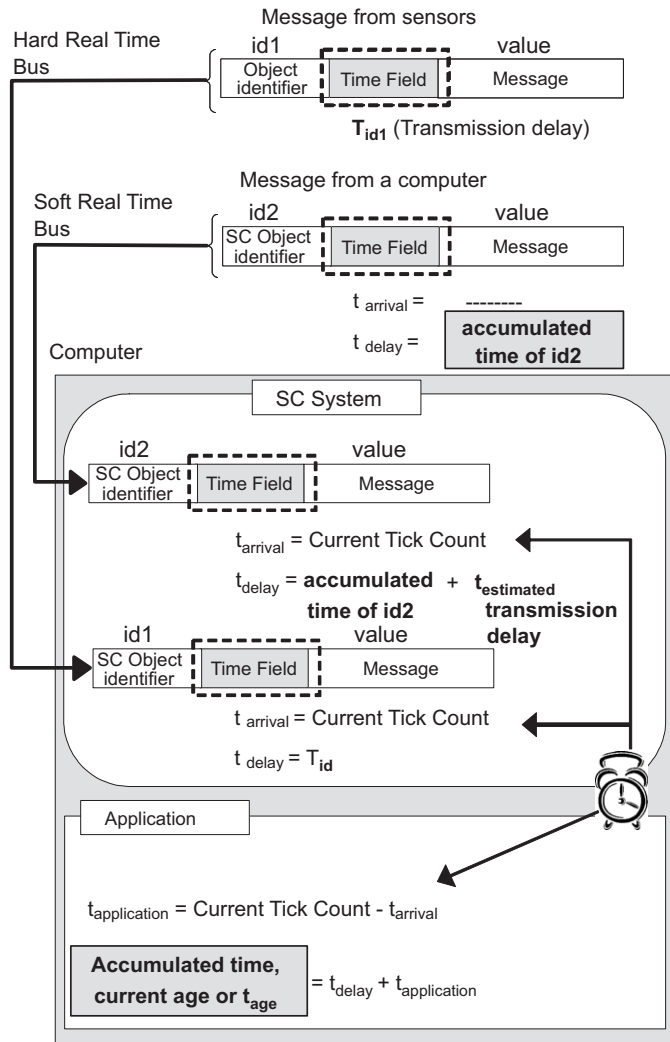 Message from sensors
Hard Real Time
Bus
id1
value
Object
identifier
Time Field
Message
T_id1 (Transmission delay)
Message from a computer
Soft Real Time
Bus
id2
value
SC Object
identifier
Time Field
Message
t arrival = --------
t delay =
accumulated
time of id2
Computer
SC System
id2
value
SC Object
identifier
Time Field
Message
t_arrival = Current Tick Count
t_delay = accumulated + t_estimated
time of id2
transmission
delay
id1
value
SC Object
identifier
Time Field
Message
t arrival = Current Tick Count
t delay = T_id
Application
t_application = Current Tick Count - t_arrival
Accumulated time,
current age or t_age
= t_delay + t_application